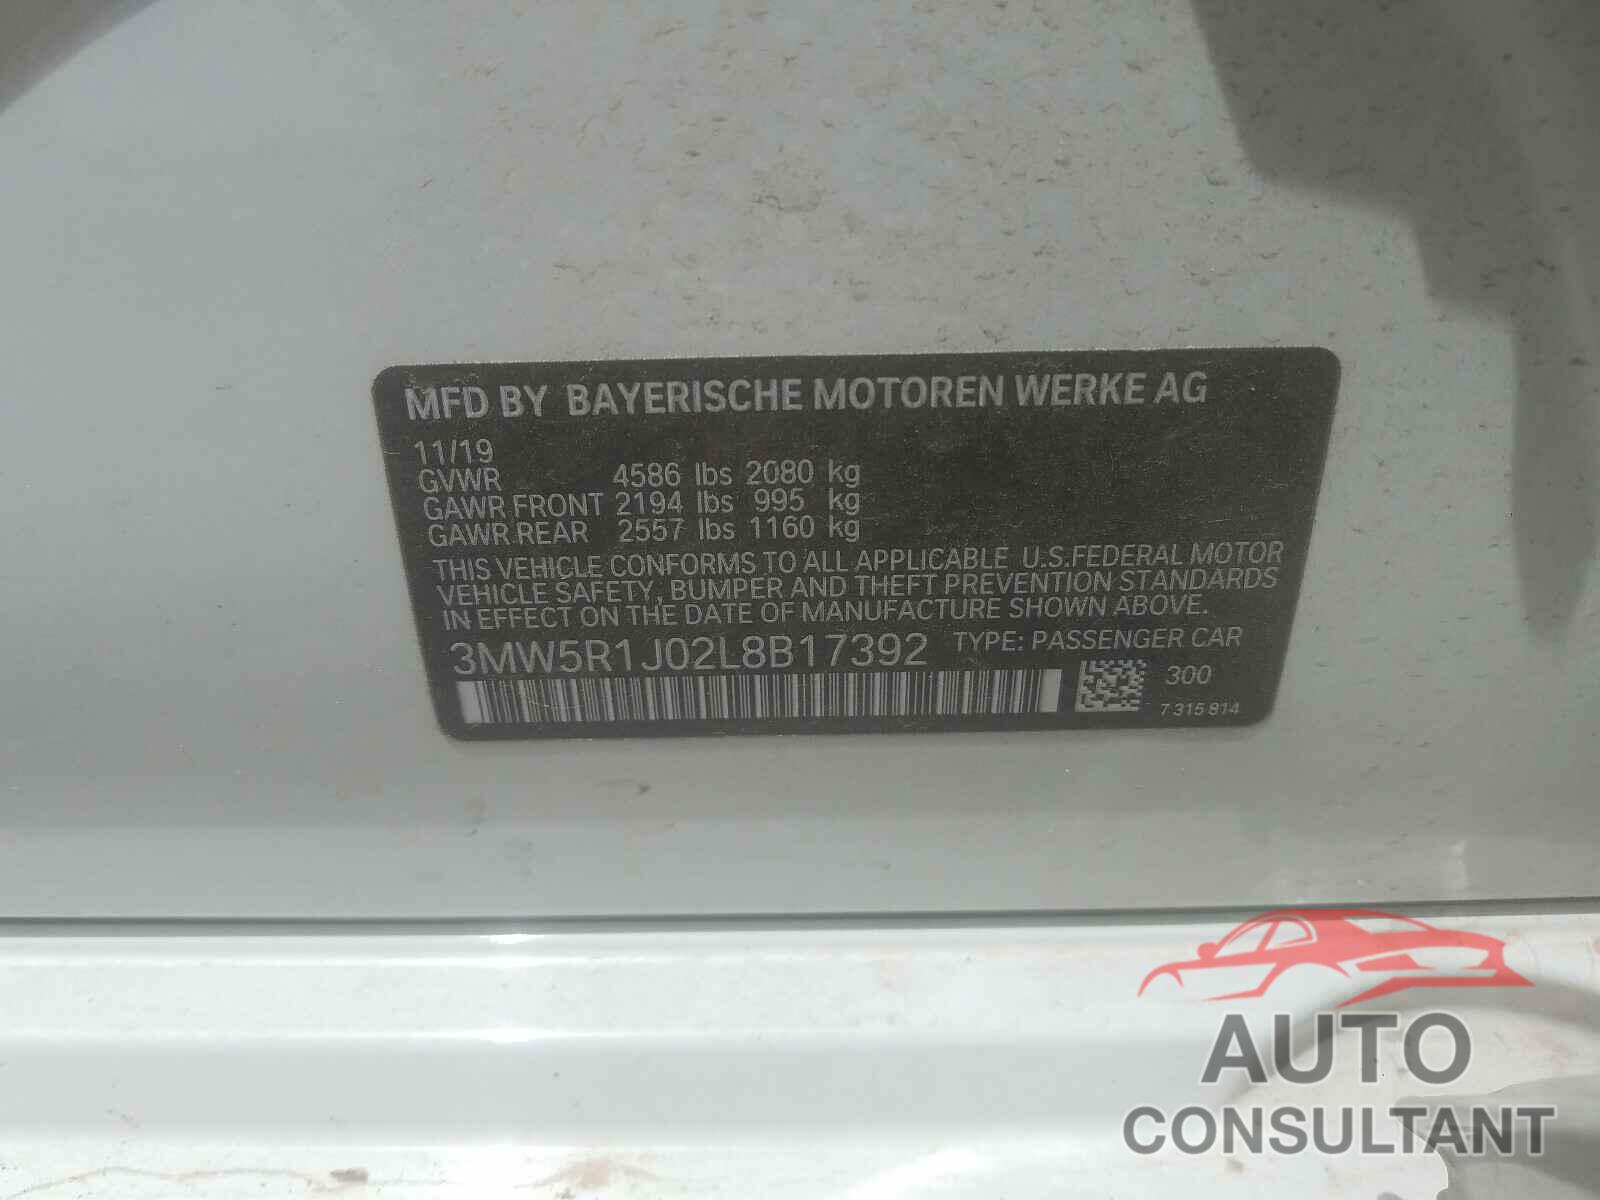 MFD BY BAYERISCHE MOTOREN WERKE AG
11/19
GVWR 4586 lbs 2080 kg
GAWR FRONT 2194 lbs 995 kg
GAWR REAR 2557 lbs 1160 kg
THIS VEHICLE CONFORMS TO ALL APPLICABLE U.S.FEDERAL MOTOR
VEHICLE SAFETY, BUMPER AND THEFT PREVENTION STANDARDS
IN EFFECT ON THE DATE OF MANUFACTURE SHOWN ABOVE.
3MW5R1J02L8B17392 TYPE: PASSENGER CAR
300
7 315 814
AUTO
CONSULTANT